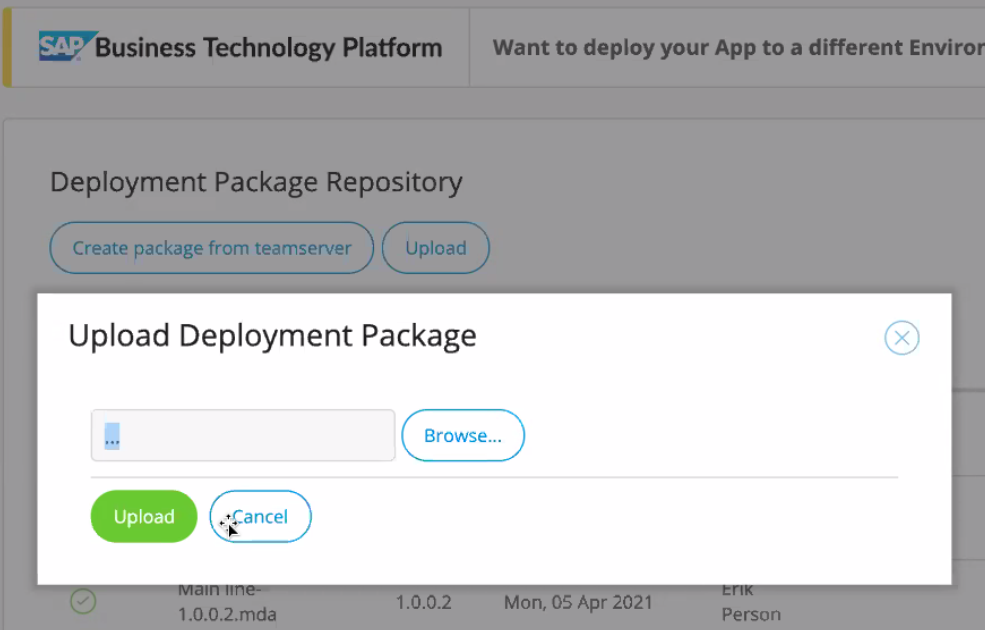 SAP Business Technology Platform
Want to deploy your App to a different
Deployment Package Repository
Create package from teamserver
Upload
Upload Deployment Package
...
Browse...
Upload
Cancel
Main line-
1.0.0.2.mda
1.0.0.2
Mon, 05 Apr 2021
Erik
Person